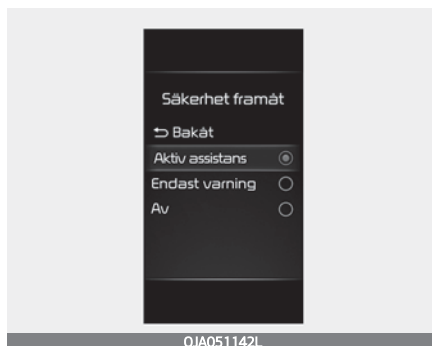 Säkerhet framåt
Bakåt
Aktiv assistans
Endast varning
Av
OJA051142L